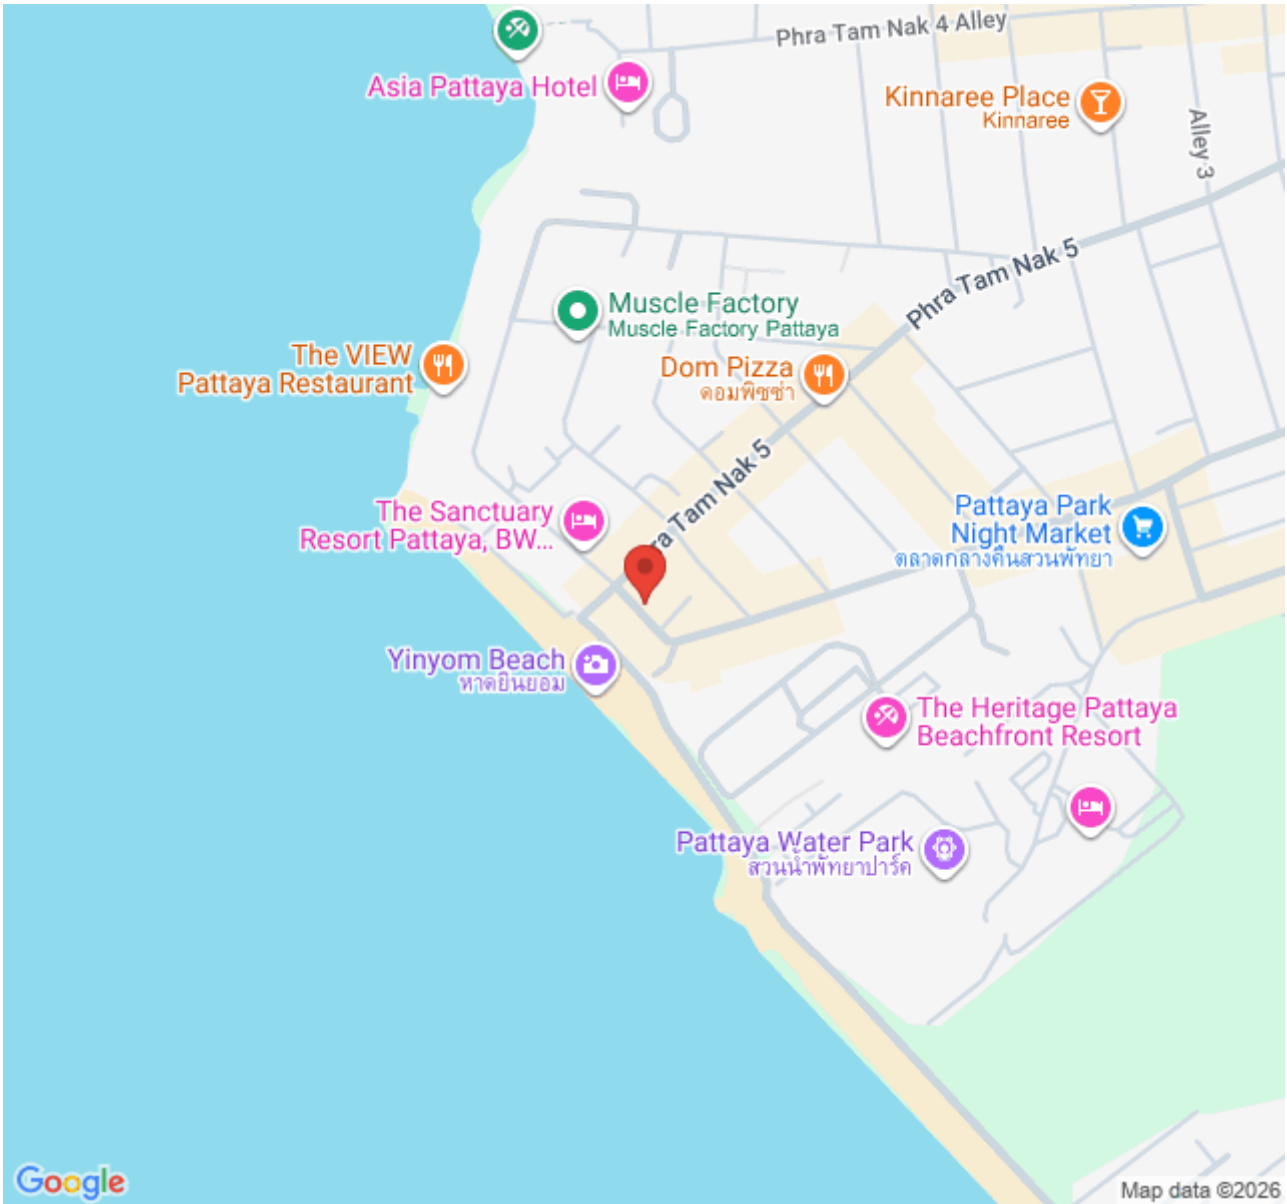 Phra Tam Nak 4 Alley
Asia Pattaya Hotel
Kinnaree Place
Kinnaree
Alley 3
Phra Tam Nak 5
Muscle Factory
Muscle Factory Pattaya
The VIEW
Pattaya Restaurant
Dom Pizza
ดอมพิซซ่า
ra Tam Nak 5
The Sanctuary
Resort Pattaya, BW...
Pattaya Park
Night Market
ตลาดกลางคืนสวนพัทยา
Yinyom Beach
หาดยินยอม
The Heritage Pattaya
Beachfront Resort
Pattaya Water Park
สวนน้ำพัทยาปาร์ค
Google
Map data ©2026